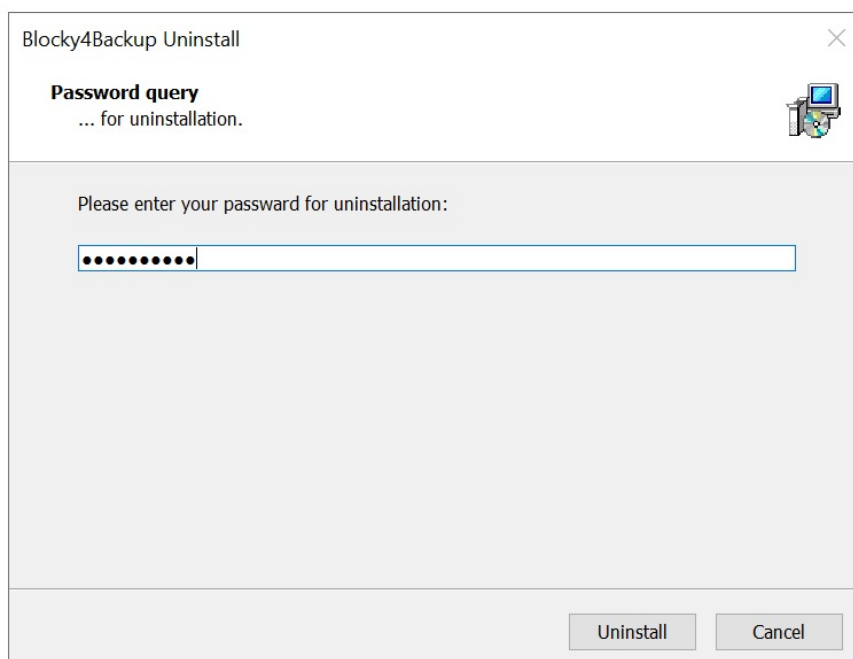 Blocky4Backup Uninstall
Password query
... for uninstallation.
Please enter your passward for uninstallation:
●●●●●●●●●●
Uninstall
Cancel